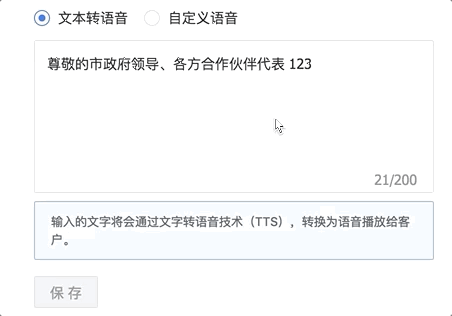 文本转语音 自定义语音
尊敬的市政府领导、各方合作伙伴代表 123
21/200
输入的文字将会通过文字转语音技术（TTS），转换为语音播放给客
户。
保 存